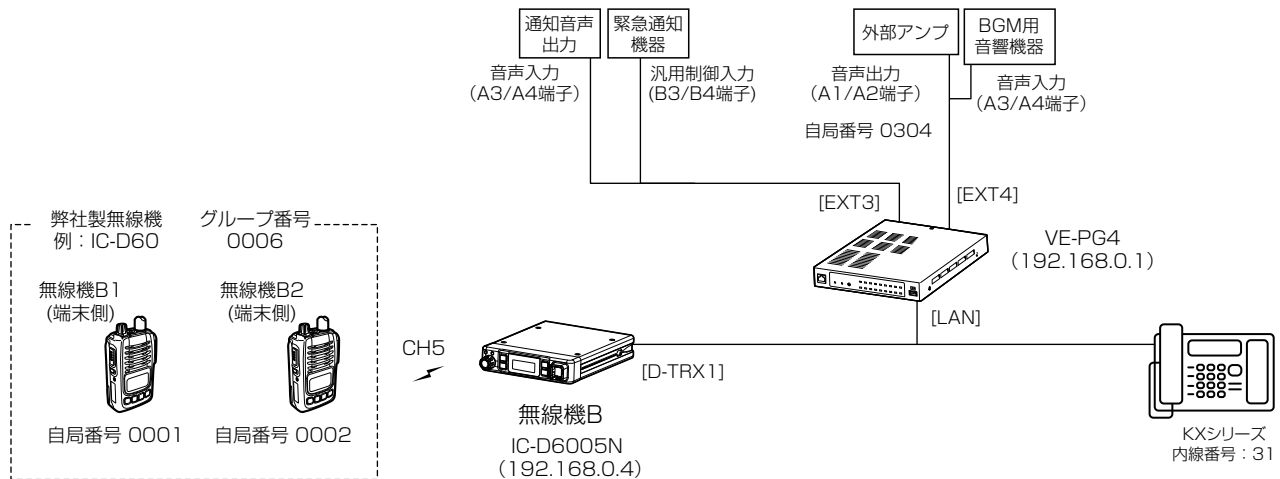 通知音声
出力
緊急通知
機器
外部アンプ
BGM用
音響機器
音声入力
（A3/A4端子）
汎用制御入力
(B3/B4端子)
音声出力
（A1/A2端子）
音声入力
（A3/A4端子）
自局番号 0304
[EXT3]
[EXT4]
VE-PG4
（192.168.0.1）
[LAN]
弊社製無線機
例：IC-D60
グループ番号
0006
無線機B1
(端末側)
無線機B2
(端末側)
自局番号 0001
自局番号 0002
CH5
[D-TRX1]
無線機B
IC-D6005N
（192.168.0.4）
KXシリーズ
内線番号：31